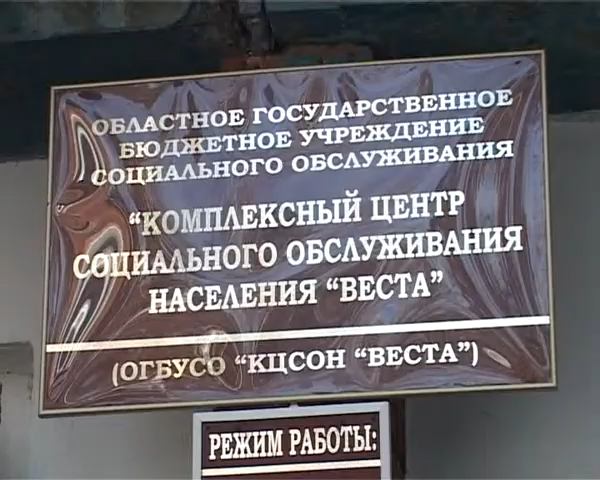 ОБЛАСТНОЕ ГОСУДАРСТВЕННОЕ
БЮДЖЕТНОЕ УЧРЕЖДЕНИЕ
СОЦИАЛЬНОГО ОБСЛУЖИВАНИЯ
“КОМПЛЕКСНЫЙ ЦЕНТР
СОЦИАЛЬНОГО ОБСЛУЖИВАНИЯ
НАСЕЛЕНИЯ “ВЕСТА”
(ОГБУСО “КЦСОН “ВЕСТА”)
РЕЖИМ РАБОТЫ: